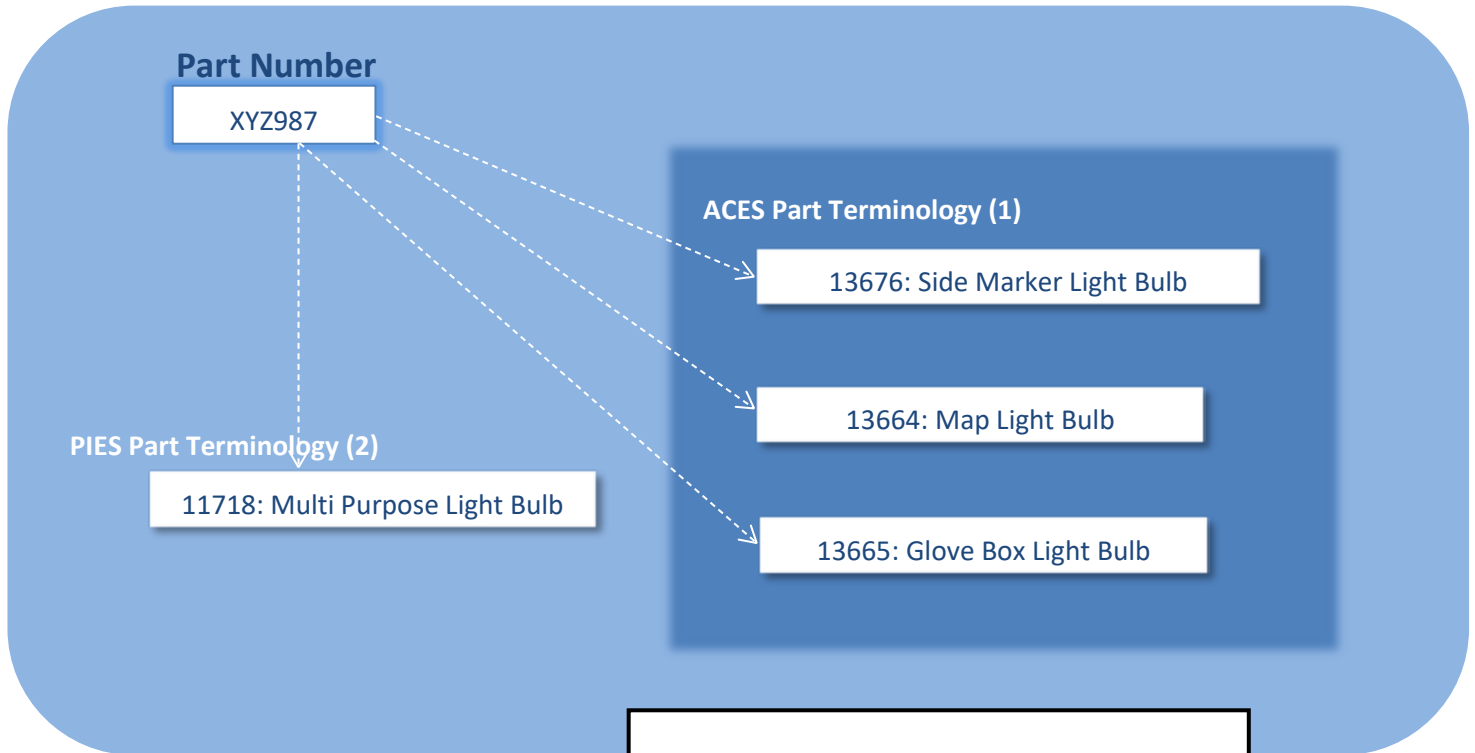 Part Number
XYZ987
ACES Part Terminology (1)
13676: Side Marker Light Bulb
13664: Map Light Bulb
PIES Part Terminology (2)
11718: Multi Purpose Light Bulb
13665: Glove Box Light Bulb